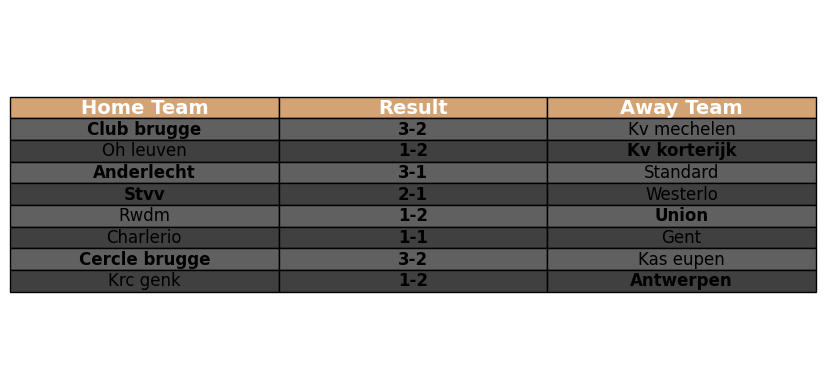 Home Team Result Away Team
Club brugge 3-2 Kv mechelen
Oh leuven 1-2 Kv korterijk
Anderlecht 3-1 Standard
Stvv 2-1 Westerlo
Rwdm 1-2 Union
Charlerio 1-1 Gent
Cercle brugge 3-2 Kas eupen
Krc genk 1-2 Antwerpen